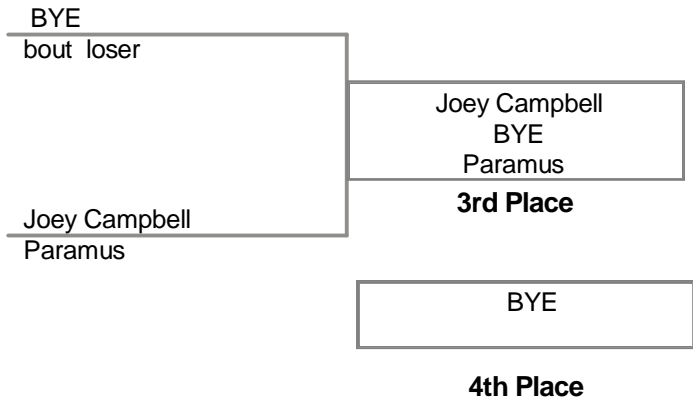 BYE
bout loser
Joey Campbell
BYE
Paramus
3rd Place
Joey Campbell
Paramus
BYE
4th Place